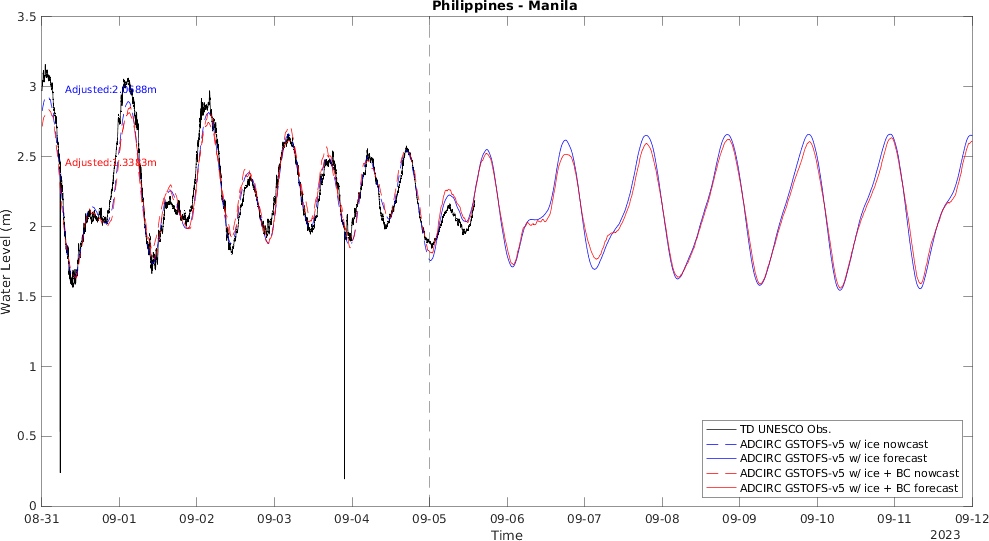 Philippines - Manila
3.5
3
2.5
2
1.5
1
0.5
0
Water Level (m)
08-31
09-01
09-02
09-03
09-04
09-05
09-06
09-07
09-08
09-09
09-10
09-11
09-12
Time
2023
TD UNESCO Obs.
ADCIRC GSTOFS-v5 w/ ice nowcast
ADCIRC GSTOFS-v5 w/ ice forecast
ADCIRC GSTOFS-v5 w/ ice + BC nowcast
ADCIRC GSTOFS-v5 w/ ice + BC forecast